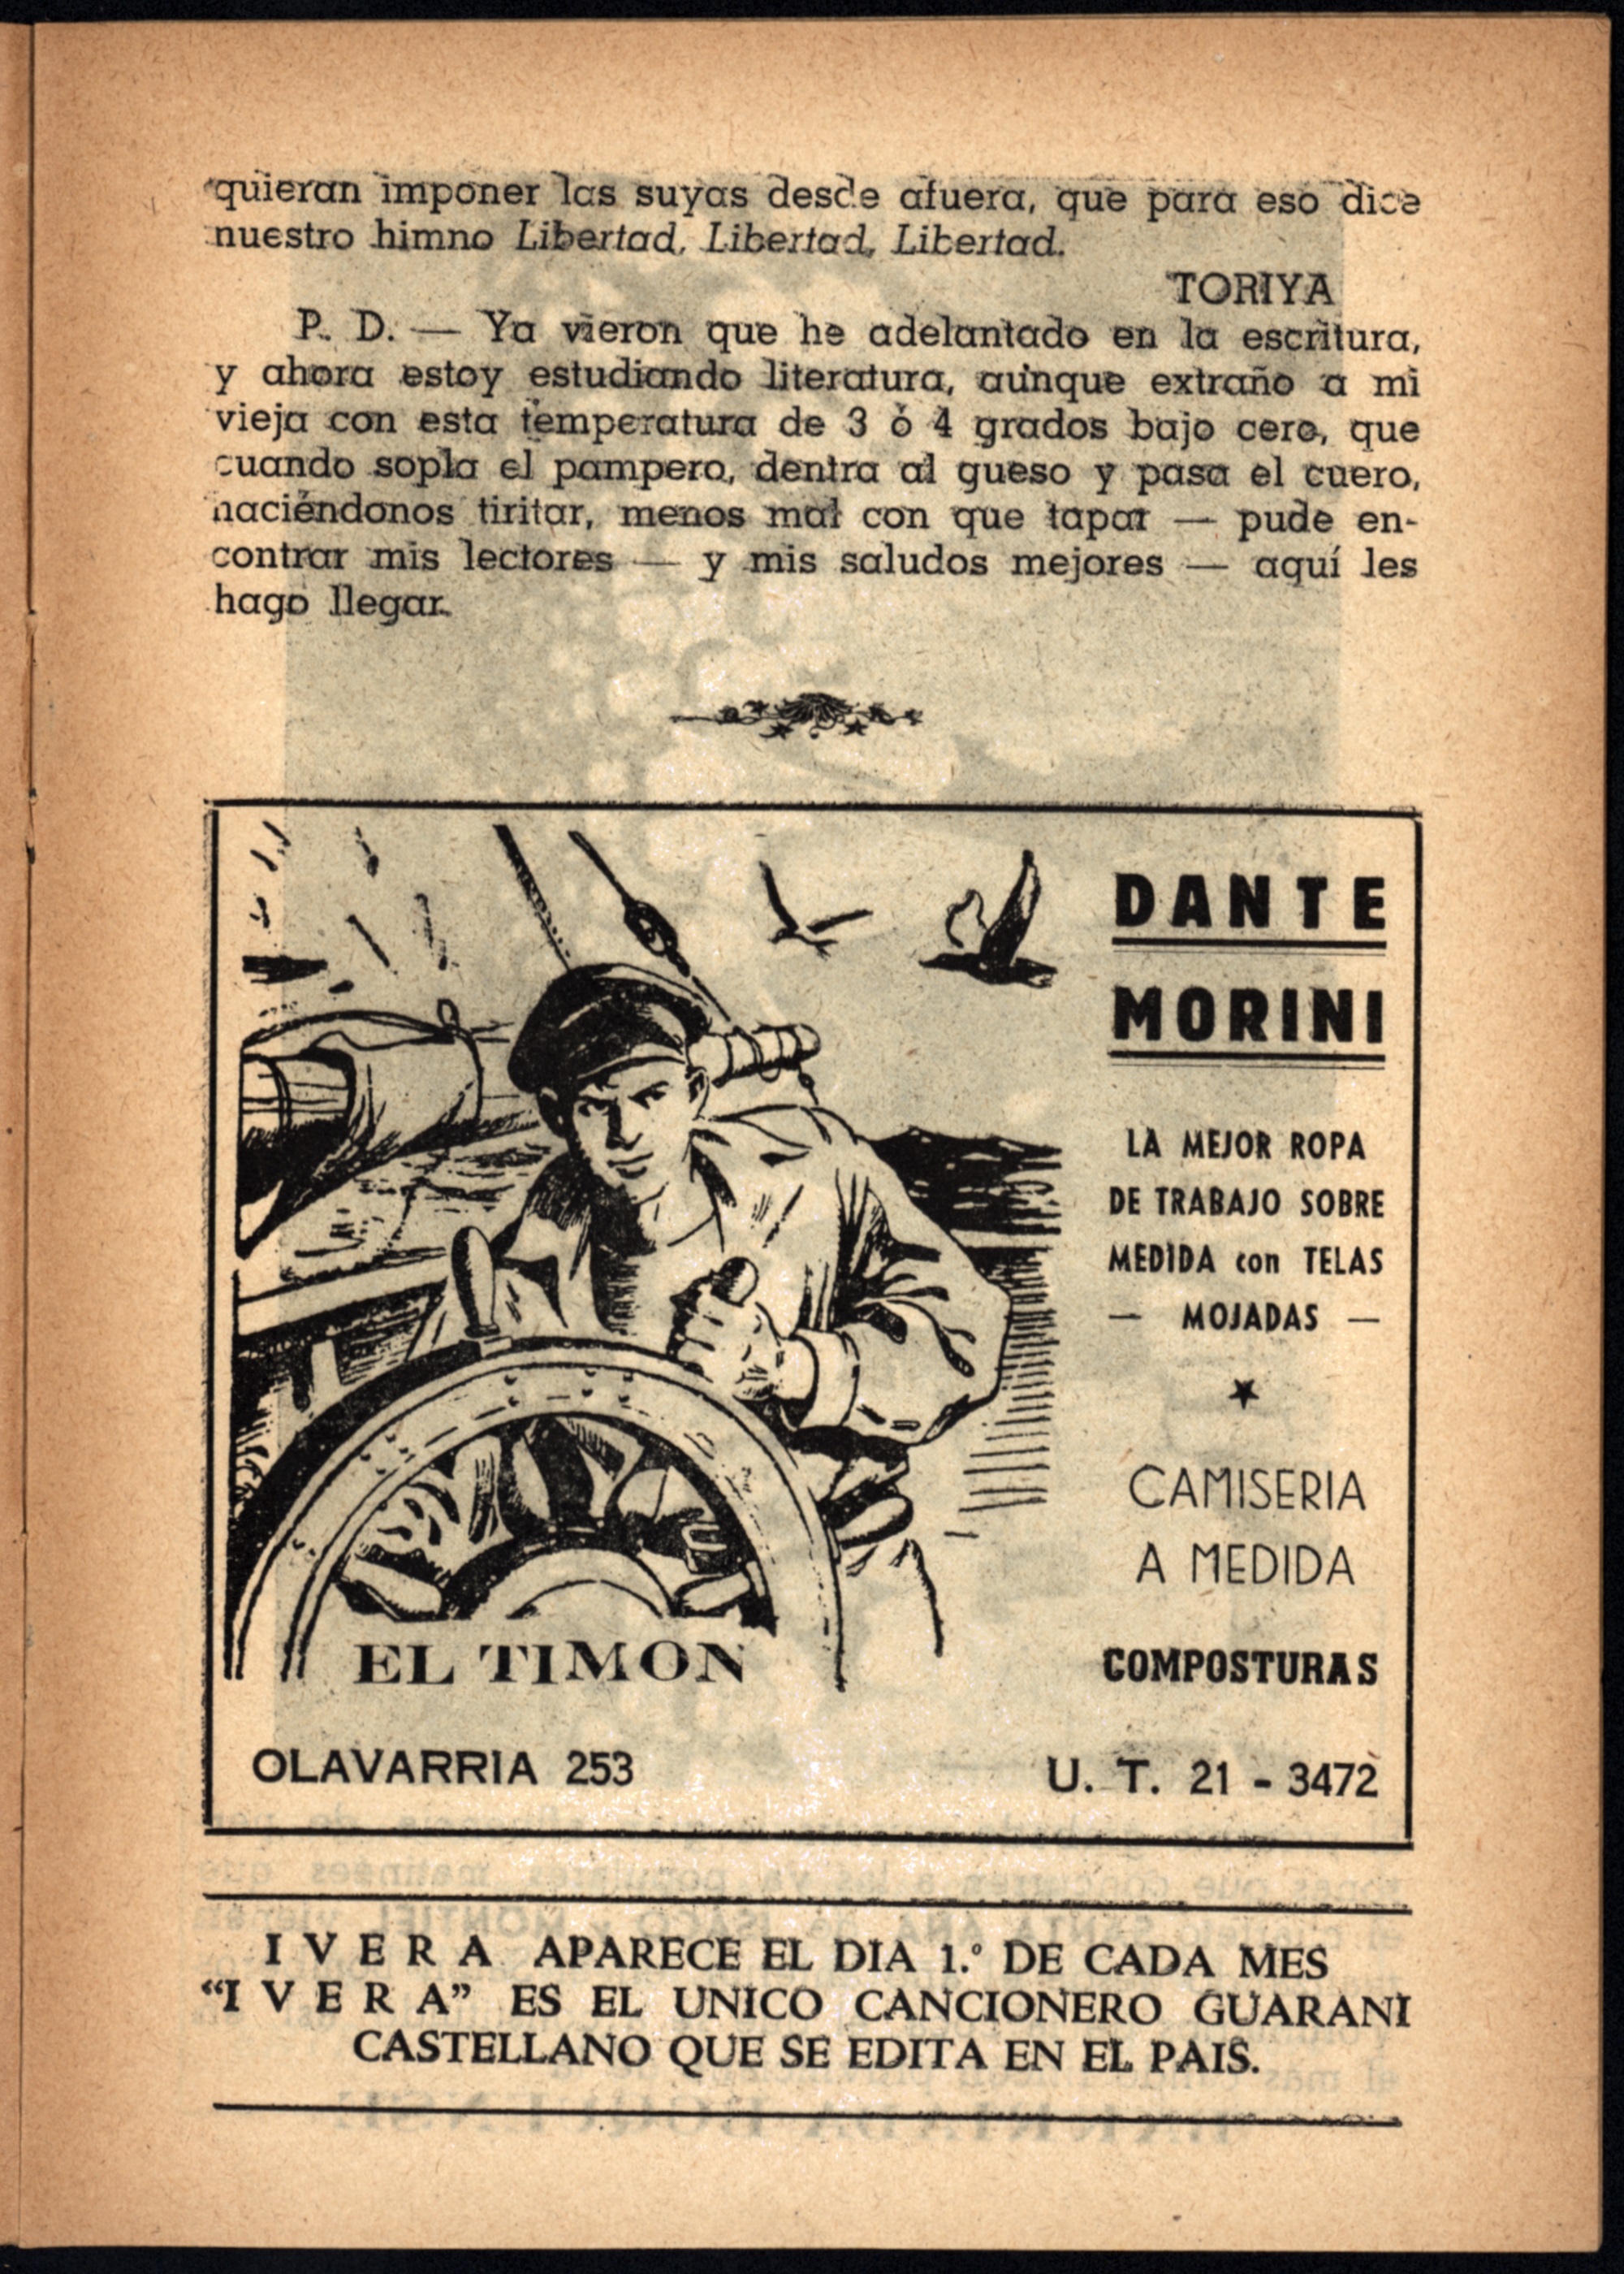 quieran imponer las suyas desde afuera, que para eso dice
nuestro himno Libertad, Libertad, Libertad.
TORIYA
P. D. — Ya vieron que he adelantado en la escritura,
y ahora estoy estudiando literatura, aunque extraño a mi
vieja con esta temperatura de 3 ó 4 grados bajo cero, que
cuando sopla el pampero, dentra al gueso y pasa el cuero,
haciéndonos tiritar, menos mal con que tapar — pude en-
contrar mis lectores — y mis saludos mejores — aquí les
hago llegar.
DANTE
MORINI
LA MEJOR ROPA
DE TRABAJO SOBRE
MEDIDA con TELAS
— MOJADAS —
CAMISERIA
A MEDIDA
EL TIMON
COMPOSTURAS
OLAVARRIA 253
U. T. 21 - 3472
I V E R A APARECE EL DIA 1.º DE CADA MES
“I V E R A” ES EL UNICO CANCIONERO GUARANI
CASTELLANO QUE SE EDITA EN EL PAIS.